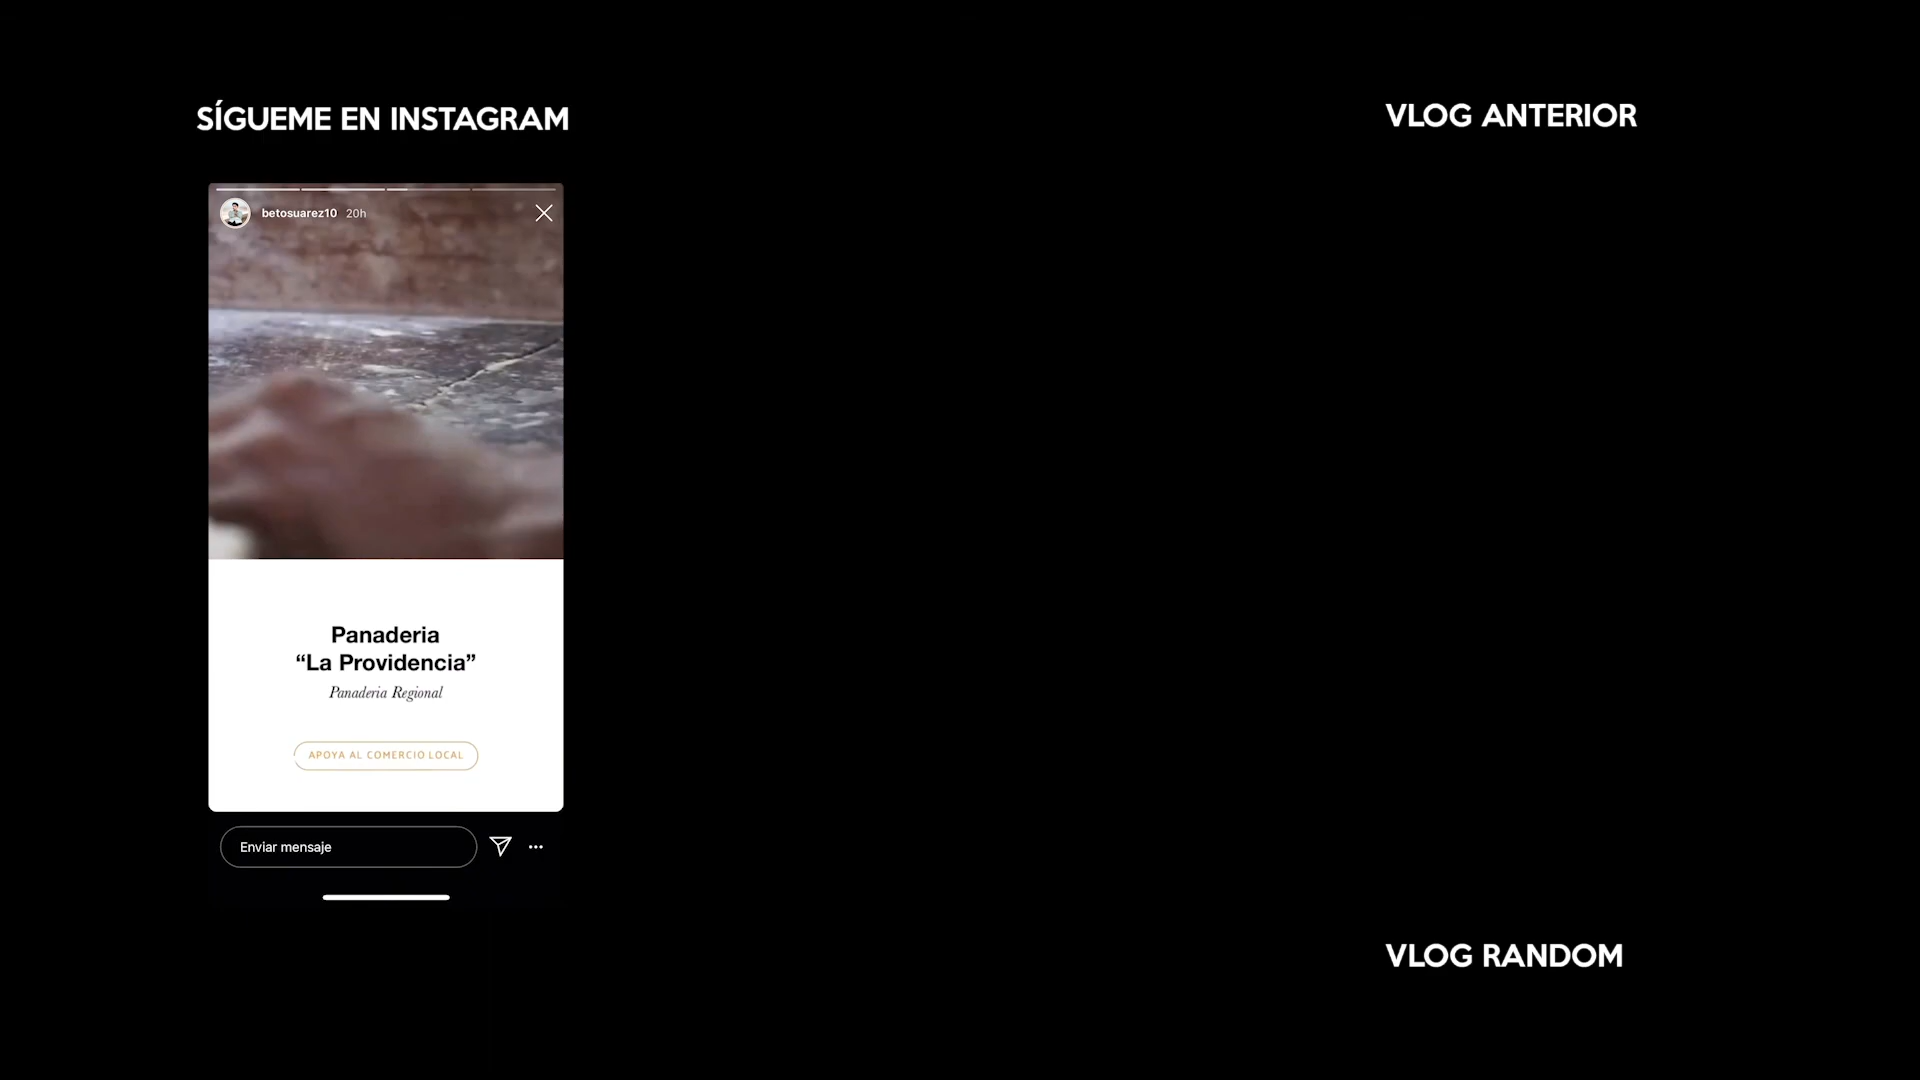 SÍGUEME EN INSTAGRAM
VLOG ANTERIOR
betosuarez10 20h
Panaderia
“La Providencia”
Panaderia Regional
APOYA AL COMERCIO LOCAL
Enviar mensaje
VLOG RANDOM